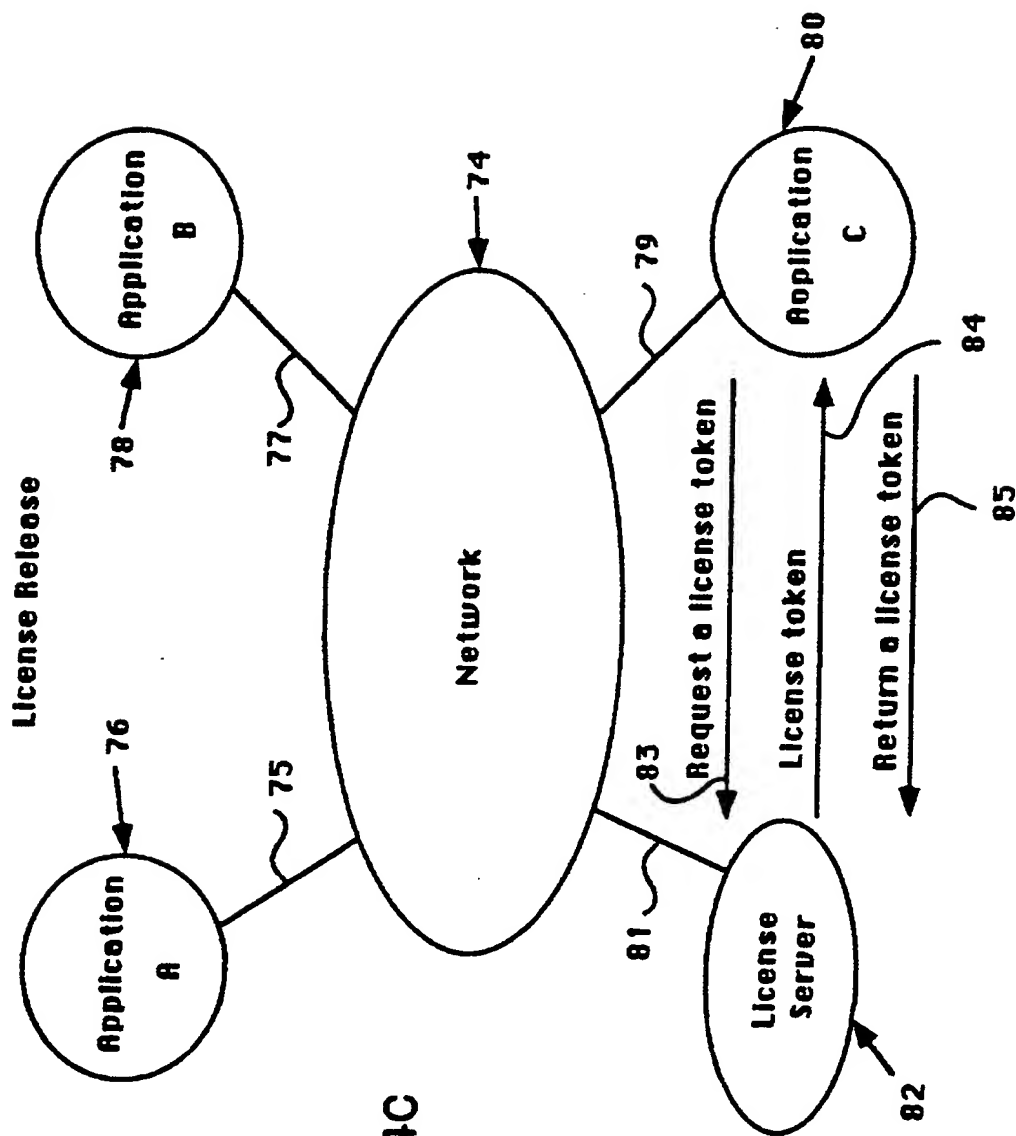 License Release
Application
A
76
75
Application
B
78
77
Network
74
79
81
License
Server
82
83
Request a license token
License token
84
Return a license token
85
Aoplication
C
80
4C